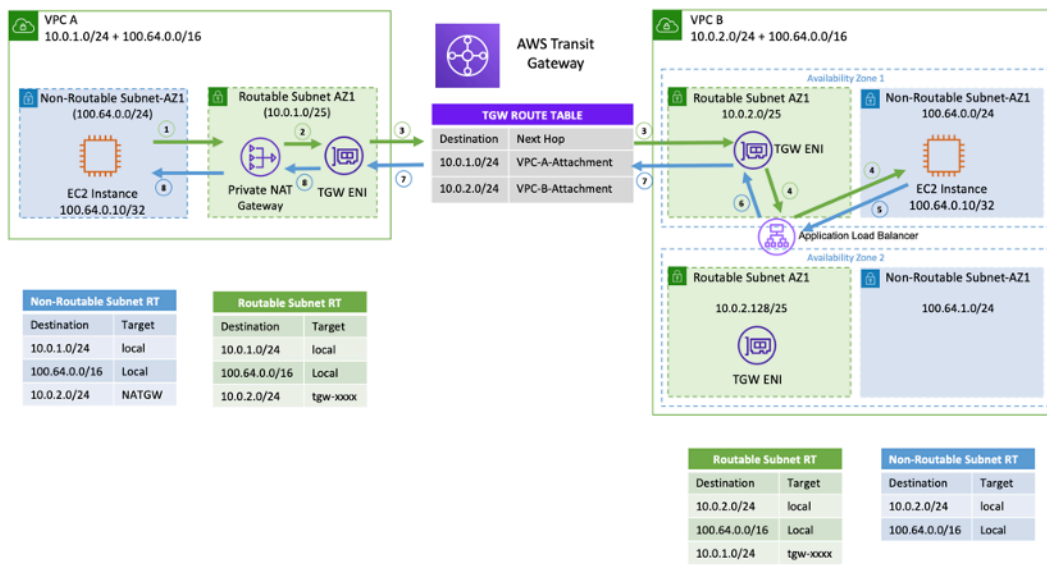 VPC A
10.0.1.0/24 + 100.64.0.0/16
Non-Routable Subnet-AZ1
(100.64.0.0/24)
EC2 Instance
100.64.0.10/32
1
8
Routable Subnet AZ1
(10.0.1.0/25)
2
8
Private NAT
Gateway
TGW ENI
3
7
AWS Transit
Gateway
TGW ROUTE TABLE
Destination Next Hop
10.0.1.0/24 VPC-A-Attachment
10.0.2.0/24 VPC-B-Attachment
3
7
VPC B
10.0.2.0/24 + 100.64.0.0/16
Availability Zone 1
Routable Subnet AZ1
10.0.2.0/25
TGW ENI
4
6
Non-Routable Subnet-AZ1
100.64.0.0/24
4
EC2 Instance
100.64.0.10/32
5
Application Load Balancer
Availability Zone 2
Routable Subnet AZ1
10.0.2.128/25
TGW ENI
Non-Routable Subnet-AZ1
100.64.1.0/24
Non-Routable Subnet RT
Destination Target
10.0.1.0/24 local
100.64.0.0/16 Local
10.0.2.0/24 NATGW
Routable Subnet RT
Destination Target
10.0.1.0/24 local
100.64.0.0/16 Local
10.0.2.0/24 tgw-xxxx
Routable Subnet RT
Destination Target
10.0.2.0/24 local
100.64.0.0/16 Local
10.0.1.0/24 tgw-xxxx
Non-Routable Subnet RT
Destination Target
10.0.2.0/24 local
100.64.0.0/16 Local